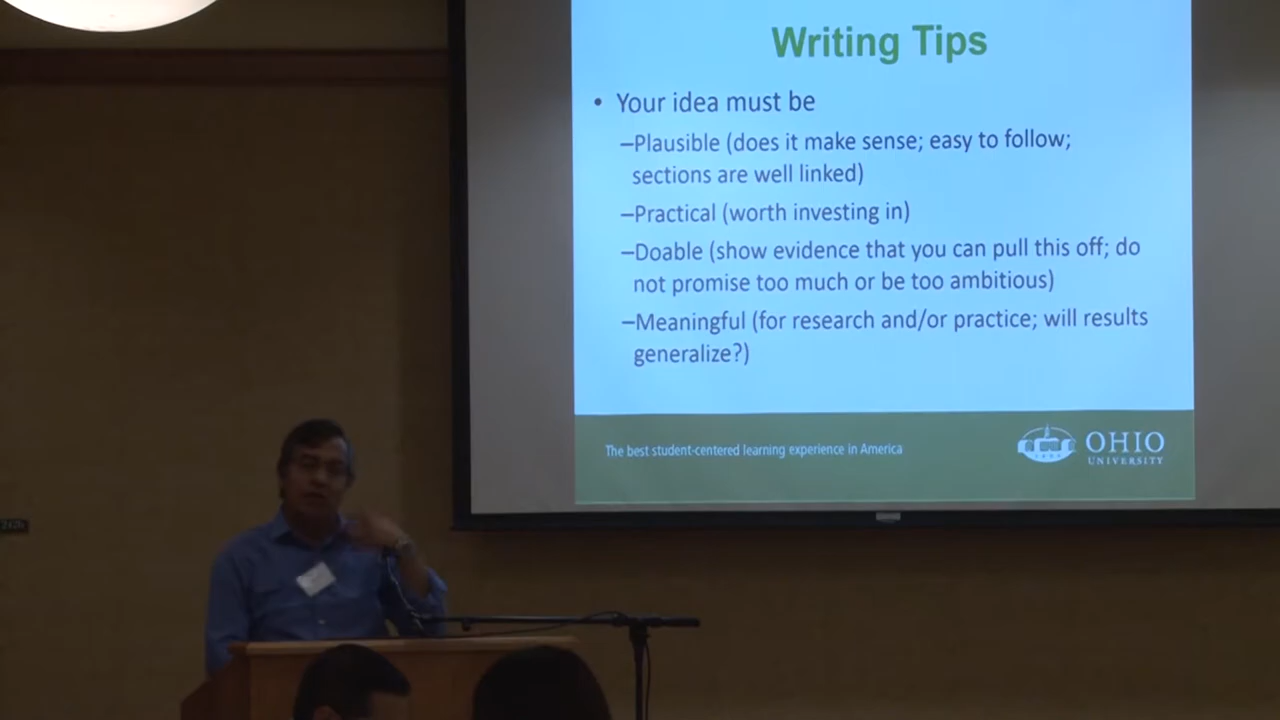 Writing Tips
• Your idea must be
–Plausible (does it make sense; easy to follow;
sections are well linked)
–Practical (worth investing in)
–Doable (show evidence that you can pull this off; do
not promise too much or be too ambitious)
–Meaningful (for research and/or practice; will results
generalize?)
The best student-centered learning experience in America
OHIO
UNIVERSITY